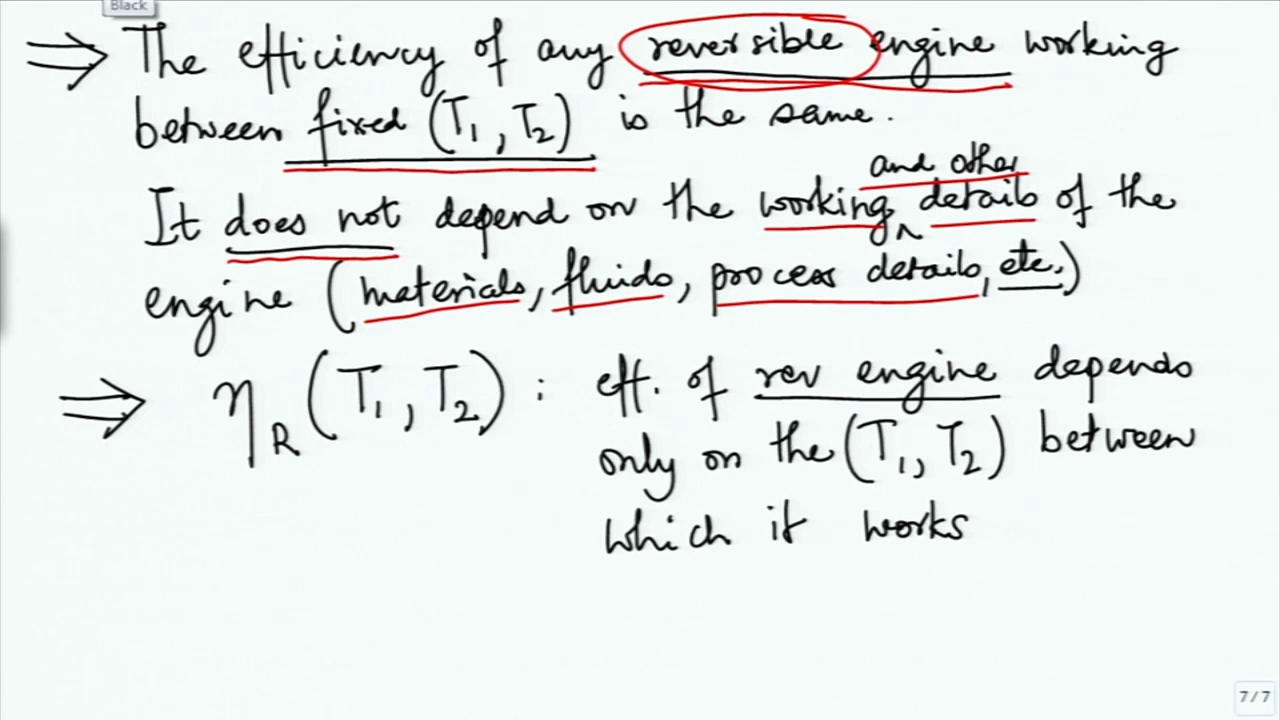 Black
⇒ The efficiency of any reversible engine working
between fixed (T₁, T₂) is the same.
It does not depend on the working and other details of the
engine (materials, fluids, process details, etc.)
⇒ η_R (T₁, T₂) : eff. of rev engine depends
only on the (T₁, T₂) between
which it works
7/7